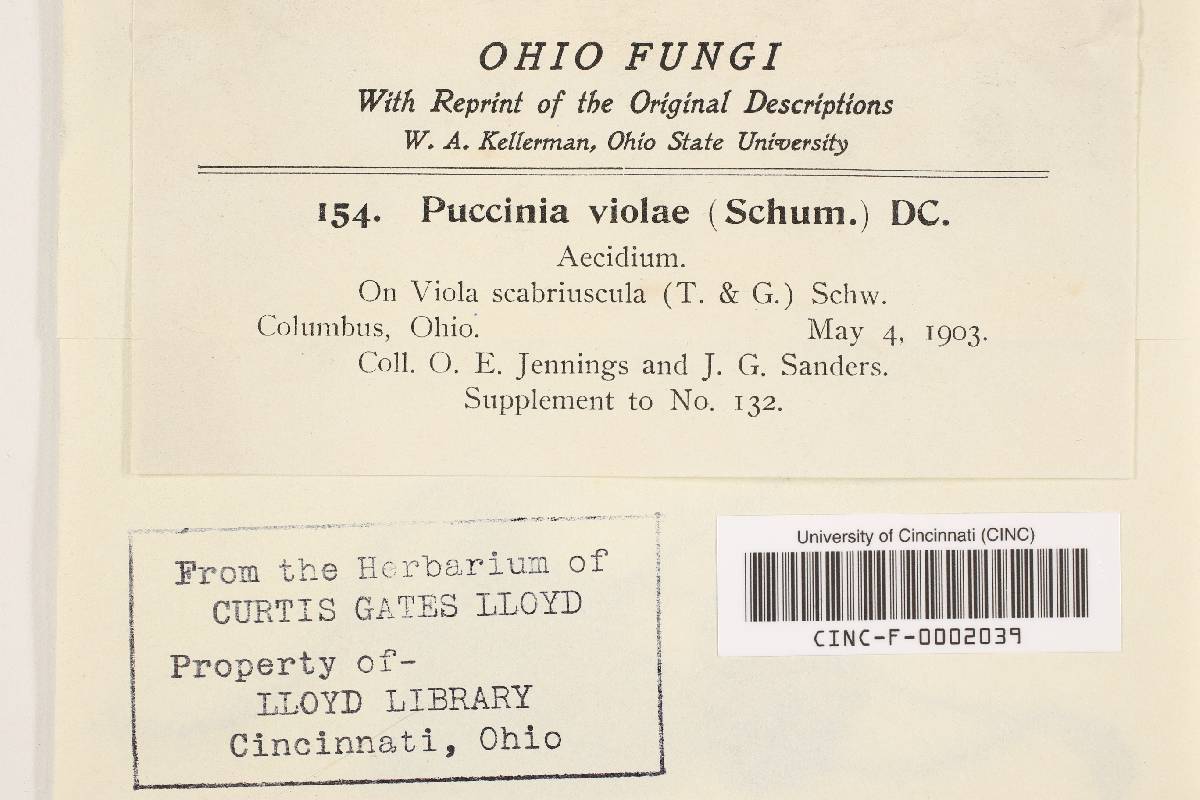 OHIO FUNGI
With Reprint of the Original Descriptions
W. A. Kellerman, Ohio State University
154. Puccinia violae (Schum.) DC.
Aecidium.
On Viola scabriuscula (T. & G.) Schw.
Columbus, Ohio. May 4, 1903.
Coll. O. E. Jennings and J. G. Sanders.
Supplement to No. 132.
From the Herbarium of
CURTIS GATES LLOYD
Property of-
LLOYD LIBRARY
Cincinnati, Ohio
University of Cincinnati (CINC)
CINC-F-0002039